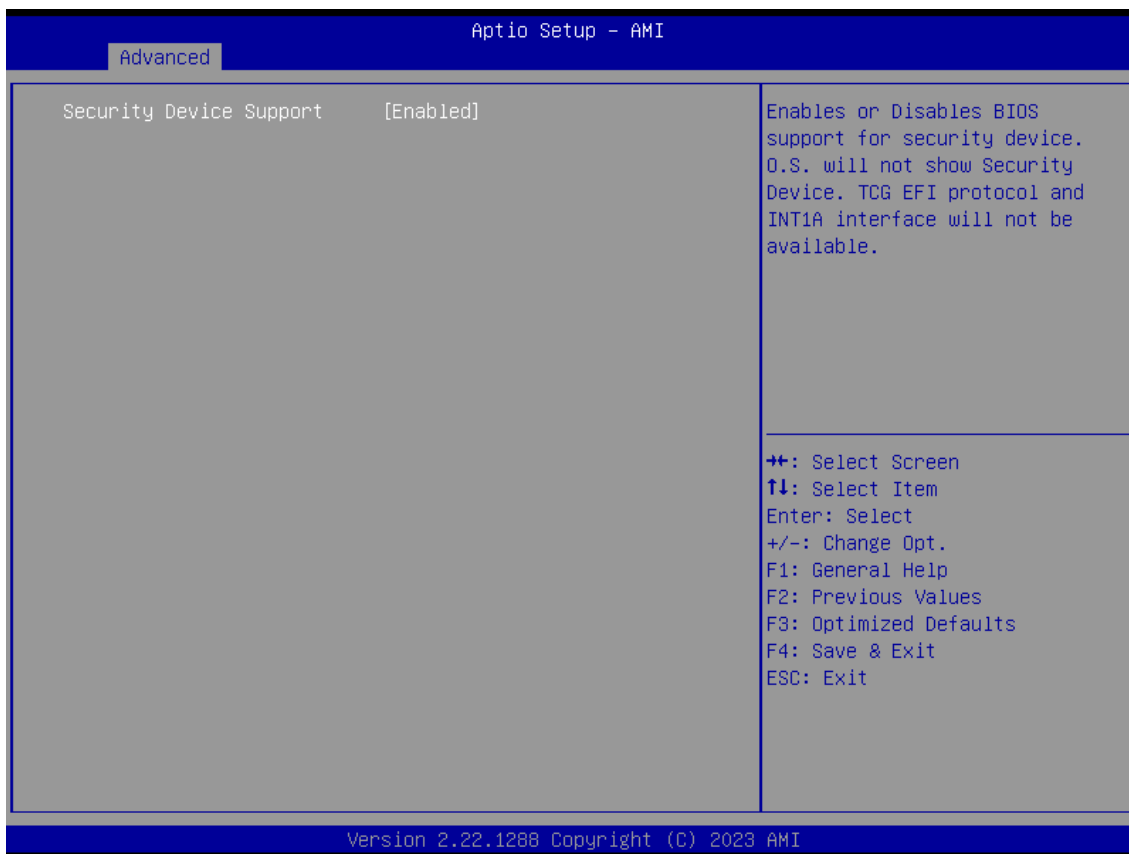 Aptio Setup – AMI
Advanced
Security Device Support [Enabled]
Enables or Disables BIOS
support for security device.
O.S. will not show Security
Device. TCG EFI protocol and
INT1A interface will not be
available.
→←: Select Screen
↑↓: Select Item
Enter: Select
+/-: Change Opt.
F1: General Help
F2: Previous Values
F3: Optimized Defaults
F4: Save & Exit
ESC: Exit
Version 2.22.1288 Copyright (C) 2023 AMI